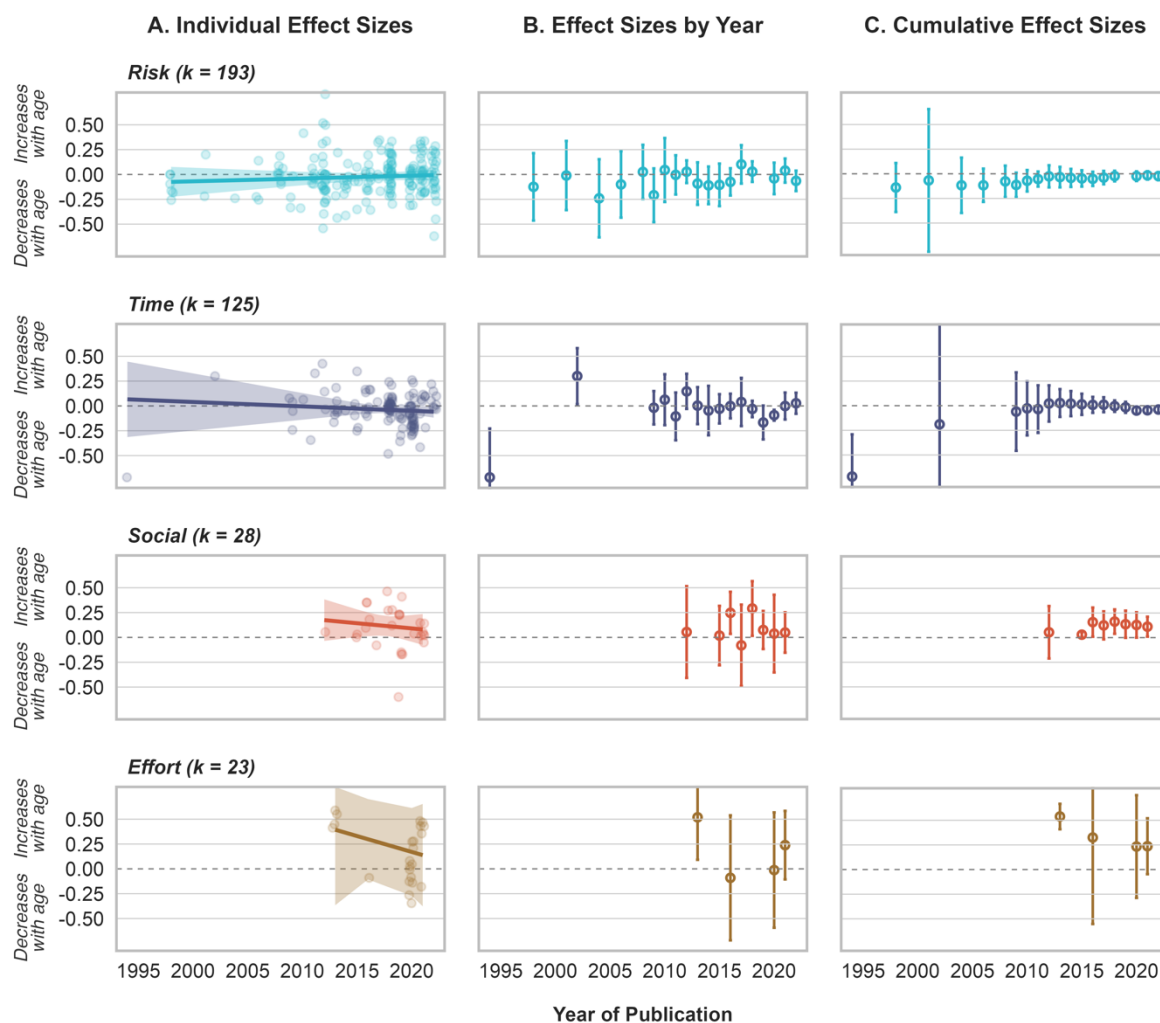 A. Individual Effect Sizes
B. Effect Sizes by Year
C. Cumulative Effect Sizes
Risk (k = 193)
Increases
with age
Decreases
with age
0.50
0.25
0.00
-0.25
-0.50
Time (k = 125)
Increases
with age
Decreases
with age
0.50
0.25
0.00
-0.25
-0.50
Social (k = 28)
Increases
with age
Decreases
with age
0.50
0.25
0.00
-0.25
-0.50
Effort (k = 23)
Increases
with age
Decreases
with age
0.50
0.25
0.00
-0.25
-0.50
1995 2000 2005 2010 2015 2020
1995 2000 2005 2010 2015 2020
1995 2000 2005 2010 2015 2020
Year of Publication